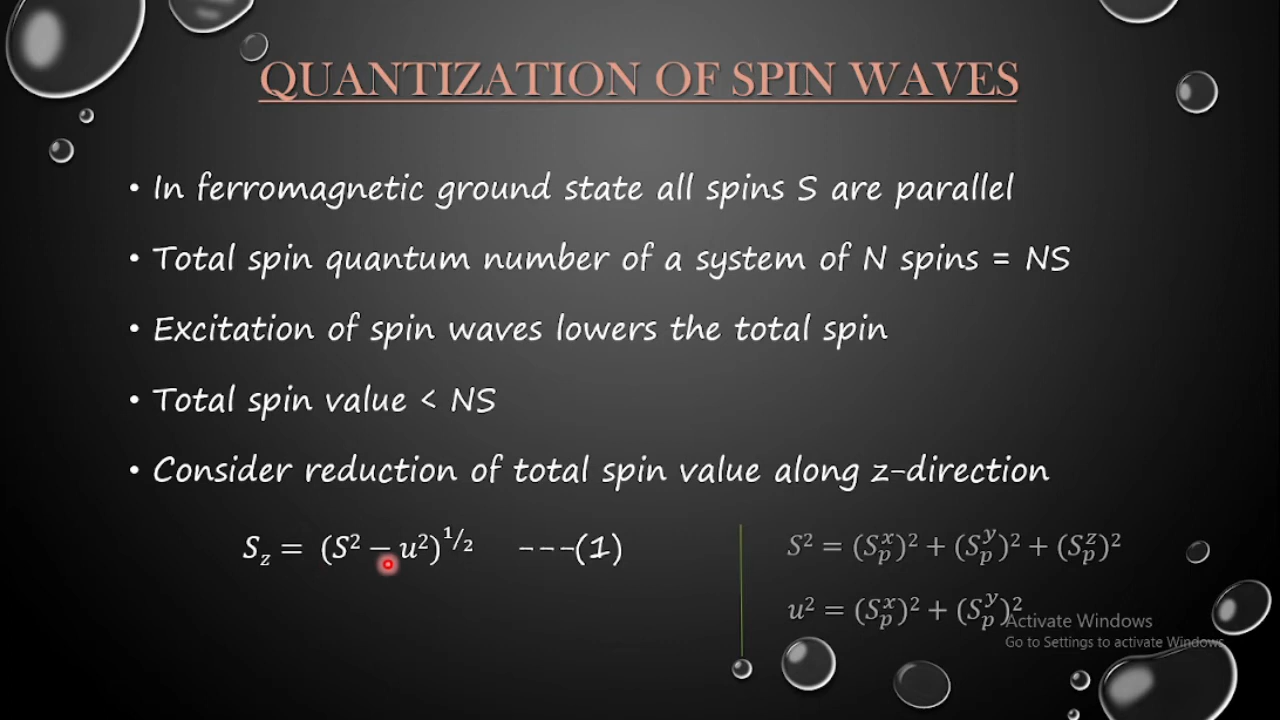 QUANTIZATION OF SPIN WAVES
• In ferromagnetic ground state all spins S are parallel
• Total spin quantum number of a system of N spins = NS
• Excitation of spin waves lowers the total spin
• Total spin value < NS
• Consider reduction of total spin value along z-direction
S_z = (S² − u²)^{1/2} ---(1)
S² = (S_p^x)² + (S_p^y)² + (S_p^z)²
u² = (S_p^x)² + (S_p^y)²
Activate Windows
Go to Settings to activate Windows.